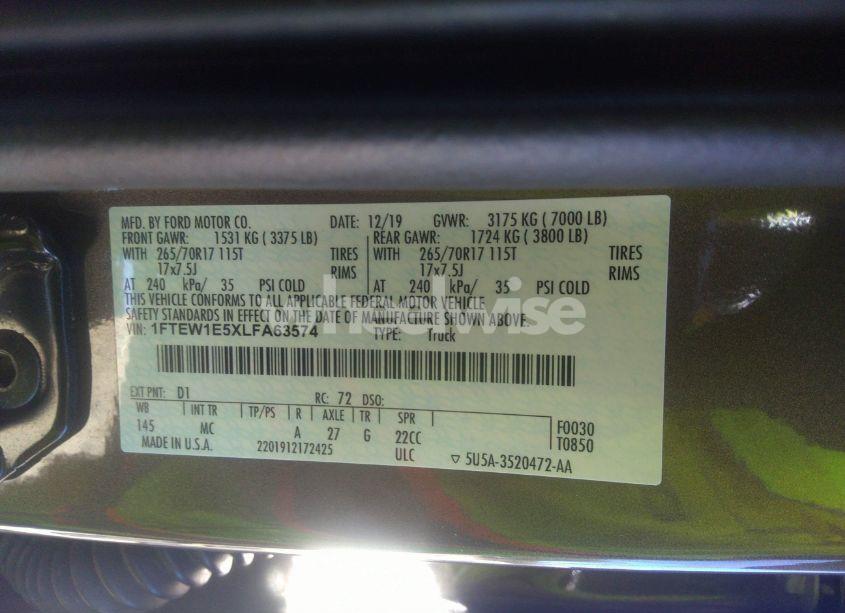 MFD. BY FORD MOTOR CO. DATE: 12/19 GVWR: 3175 KG ( 7000 LB)
FRONT GAWR: 1531 KG ( 3375 LB) REAR GAWR: 1724 KG ( 3800 LB)
WITH 265/70R17 115T TIRES WITH 265/70R17 115T TIRES
17x7.5J RIMS 17x7.5J RIMS
AT 240 kPa/ 35 PSI COLD AT 240 kPa/ 35 PSI COLD
THIS VEHICLE CONFORMS TO ALL APPLICABLE FEDERAL MOTOR VEHICLE
SAFETY STANDARDS IN EFFECT ON THE DATE OF MANUFACTURE SHOWN ABOVE.
VIN: 1FTEW1E5XLFA63574 TYPE: Truck
EXT PNT: D1 RC: 72 DSO:
WB INT TR TP/PS R AXLE TR SPR F0030
145 MC A 27 G 22CC T0850
MADE IN U.S.A. 2201912172425 ULC ▽ 5U5A-3520472-AA